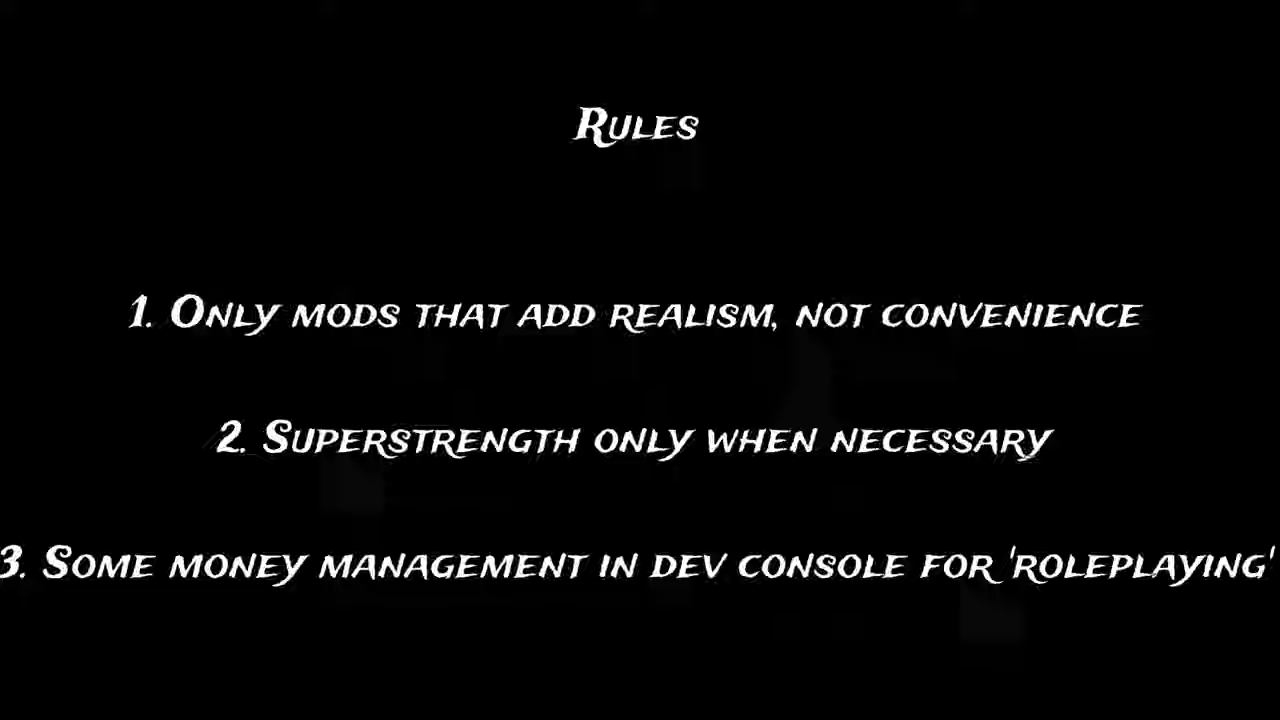 Rules
1. Only mods that add realism, not convenience
2. Superstrength only when necessary
3. Some money management in dev console for 'roleplaying'